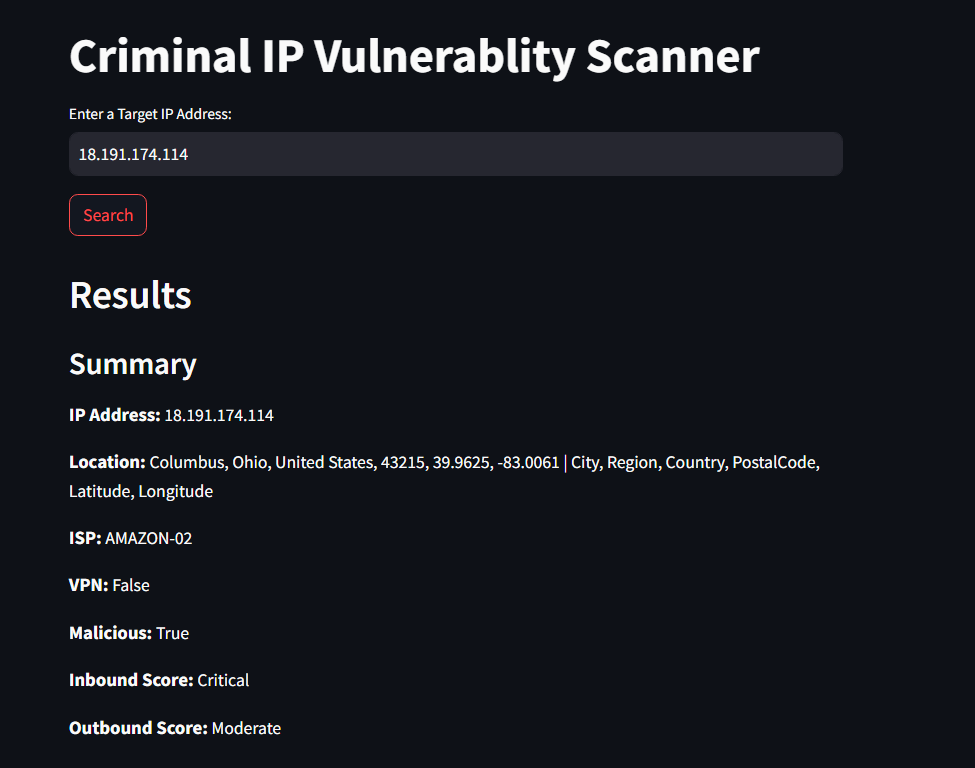 Criminal IP Vulnerablity Scanner
Enter a Target IP Address:
18.191.174.114
Search
Results
Summary
IP Address: 18.191.174.114
Location: Columbus, Ohio, United States, 43215, 39.9625, -83.0061 | City, Region, Country, PostalCode,
Latitude, Longitude
ISP: AMAZON-02
VPN: False
Malicious: True
Inbound Score: Critical
Outbound Score: Moderate